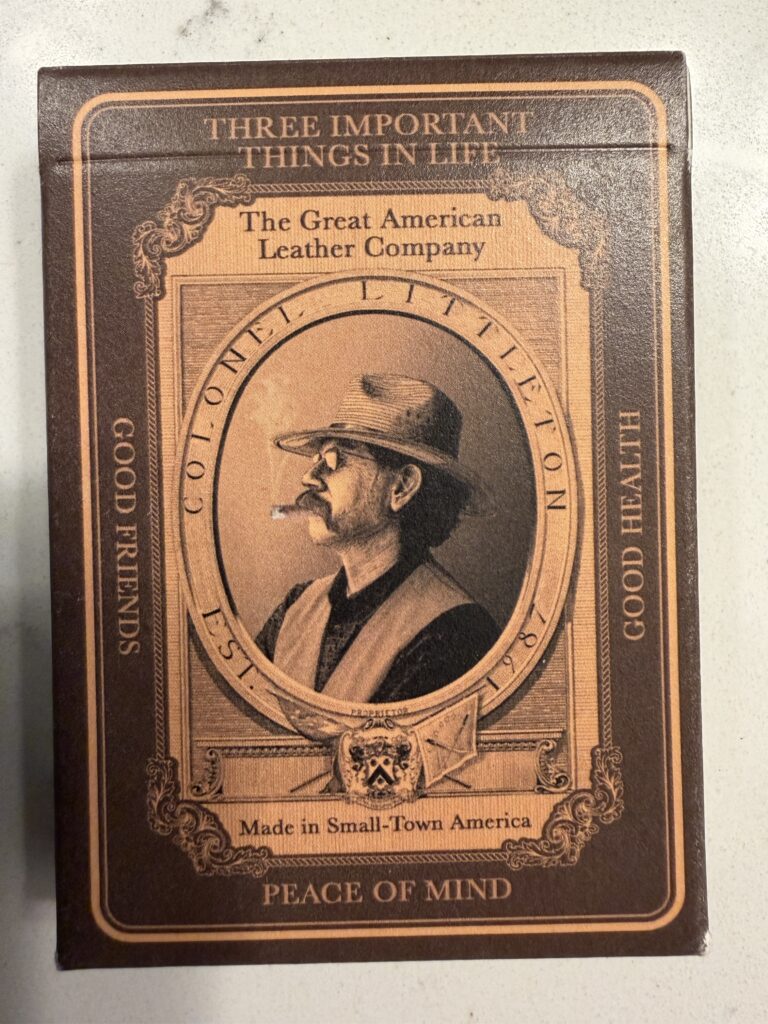 THREE IMPORTANT
THINGS IN LIFE
The Great American
Leather Company
COLONEL LITTLETON
GOOD FRIENDS
GOOD HEALTH
EST. 1987
PROPRIETOR
Made in Small-Town America
PEACE OF MIND